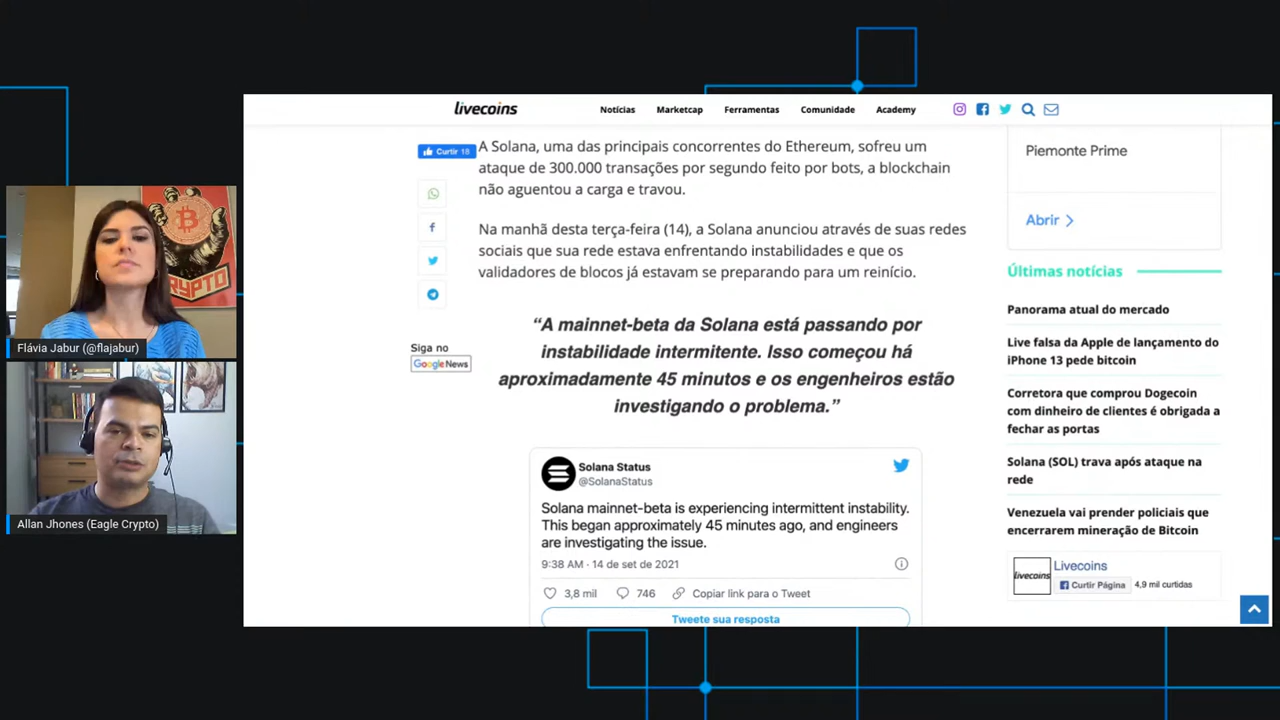 livecoins
Notícias
Marketcap
Ferramentas
Comunidade
Academy
Curtir 18
A Solana, uma das principais concorrentes do Ethereum, sofreu um
ataque de 300.000 transações por segundo feito por bots, a blockchain
não aguentou a carga e travou.
Na manhã desta terça-feira (14), a Solana anunciou através de suas redes
sociais que sua rede estava enfrentando instabilidades e que os
validadores de blocos já estavam se preparando para um reinício.
Siga no
Google News
“A mainnet-beta da Solana está passando por
instabilidade intermitente. Isso começou há
aproximadamente 45 minutos e os engenheiros estão
investigando o problema.”
Solana Status
@SolanaStatus
Solana mainnet-beta is experiencing intermittent instability.
This began approximately 45 minutes ago, and engineers
are investigating the issue.
9:38 AM · 14 de set de 2021
3,8 mil
746
Copiar link para o Tweet
Tweete sua resposta
Piemonte Prime
Abrir
Últimas notícias
Panorama atual do mercado
Live falsa da Apple de lançamento do
iPhone 13 pede bitcoin
Corretora que comprou Dogecoin
com dinheiro de clientes é obrigada a
fechar as portas
Solana (SOL) trava após ataque na
rede
Venezuela vai prender policiais que
encerrarem mineração de Bitcoin
livecoins
Livecoins
Curtir Página
4,9 mil curtidas
Flávia Jabur (@flajabur)
Allan Jhones (Eagle Crypto)